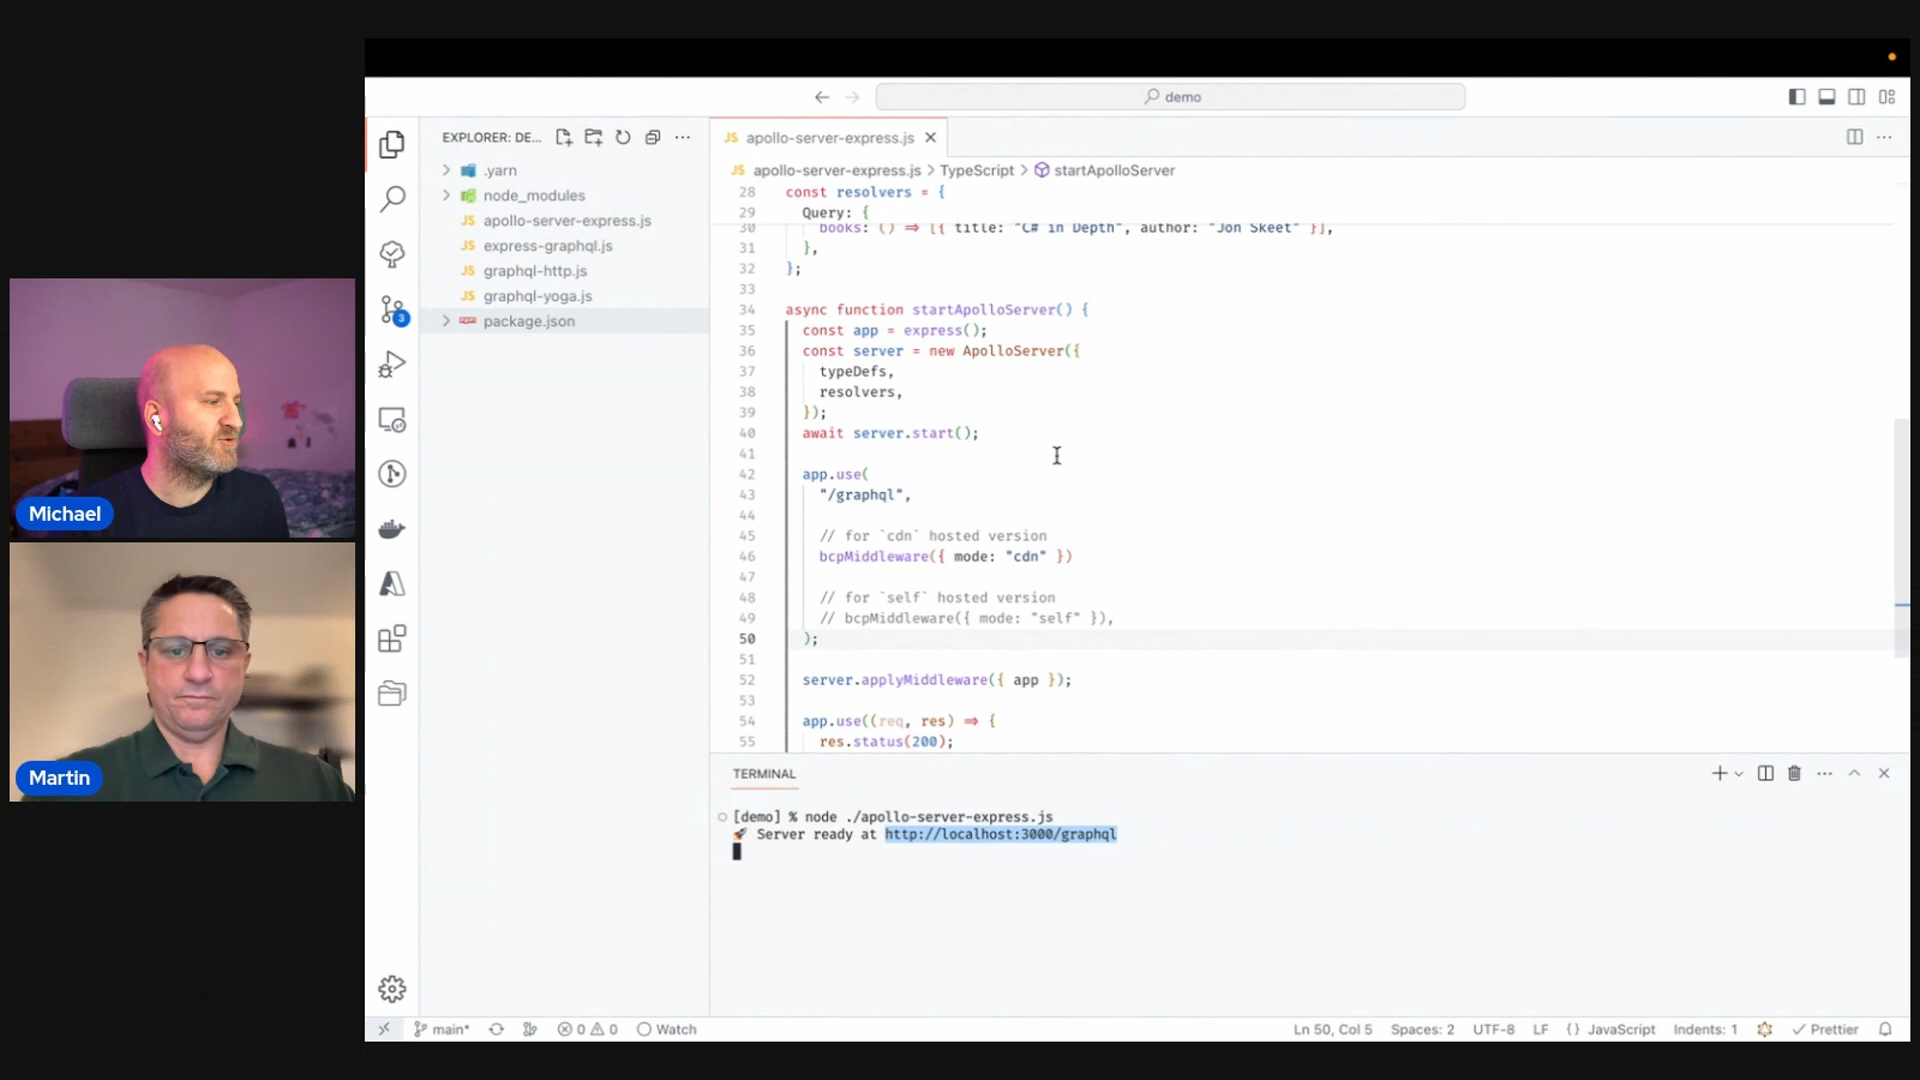 demo
EXPLORER: DE...
.yarn
node_modules
JS apollo-server-express.js
JS express-graphql.js
JS graphql-http.js
JS graphql-yoga.js
package.json
3
JS apollo-server-express.js
JS apollo-server-express.js > TypeScript > startApolloServer
28 const resolvers = {
29 Query: {
30 books: () => [{ title: "C# in Depth", author: "Jon Skeet" }],
31 },
32 };
33
34 async function startApolloServer() {
35 const app = express();
36 const server = new ApolloServer({
37 typeDefs,
38 resolvers,
39 });
40 await server.start();
41
42 app.use(
43 "/graphql",
44
45 // for `cdn` hosted version
46 bcpMiddleware({ mode: "cdn" })
47
48 // for `self` hosted version
49 // bcpMiddleware({ mode: "self" }),
50 );
51
52 server.applyMiddleware({ app });
53
54 app.use((req, res) => {
55 res.status(200);
TERMINAL
[demo] % node ./apollo-server-express.js
🚀 Server ready at http://localhost:3000/graphql
main* 0 0 Watch
Ln 50, Col 5 Spaces: 2 UTF-8 LF {} JavaScript Indents: 1 Prettier
Michael
Martin